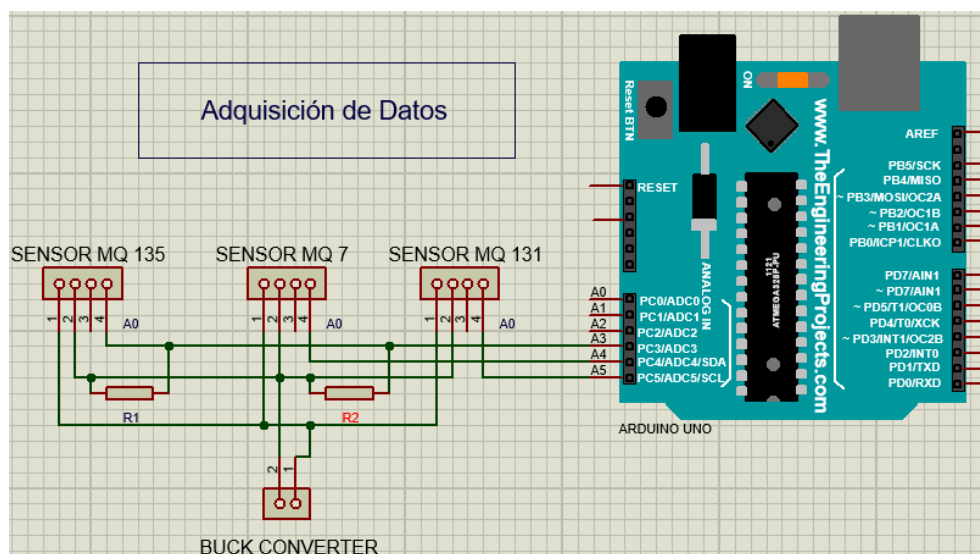 Adquisición de Datos
SENSOR MQ 135
SENSOR MQ 7
SENSOR MQ 131
1 2 3 4
A0
1 2 3 4
A0
1 2 3 4
A0
R1
R2
2 1
BUCK CONVERTER
Reset BTN
ON
www.TheEngineeringProjects.com
RESET
ANALOG IN
1121
ATMEGA328P-PU
A0 PC0/ADC0
A1 PC1/ADC1
A2 PC2/ADC2
A3 PC3/ADC3
A4 PC4/ADC4/SDA
A5 PC5/ADC5/SCL
AREF
PB5/SCK
PB4/MISO
~ PB3/MOSI/OC2A
~ PB2/OC1B
~ PB1/OC1A
PB0/ICP1/CLKO
PD7/AIN1
~ PD7/AIN1
~ PD5/T1/OC0B
PD4/T0/XCK
~ PD3/INT1/OC2B
PD2/INT0
PD1/TXD
PD0/RXD
ARDUINO UNO